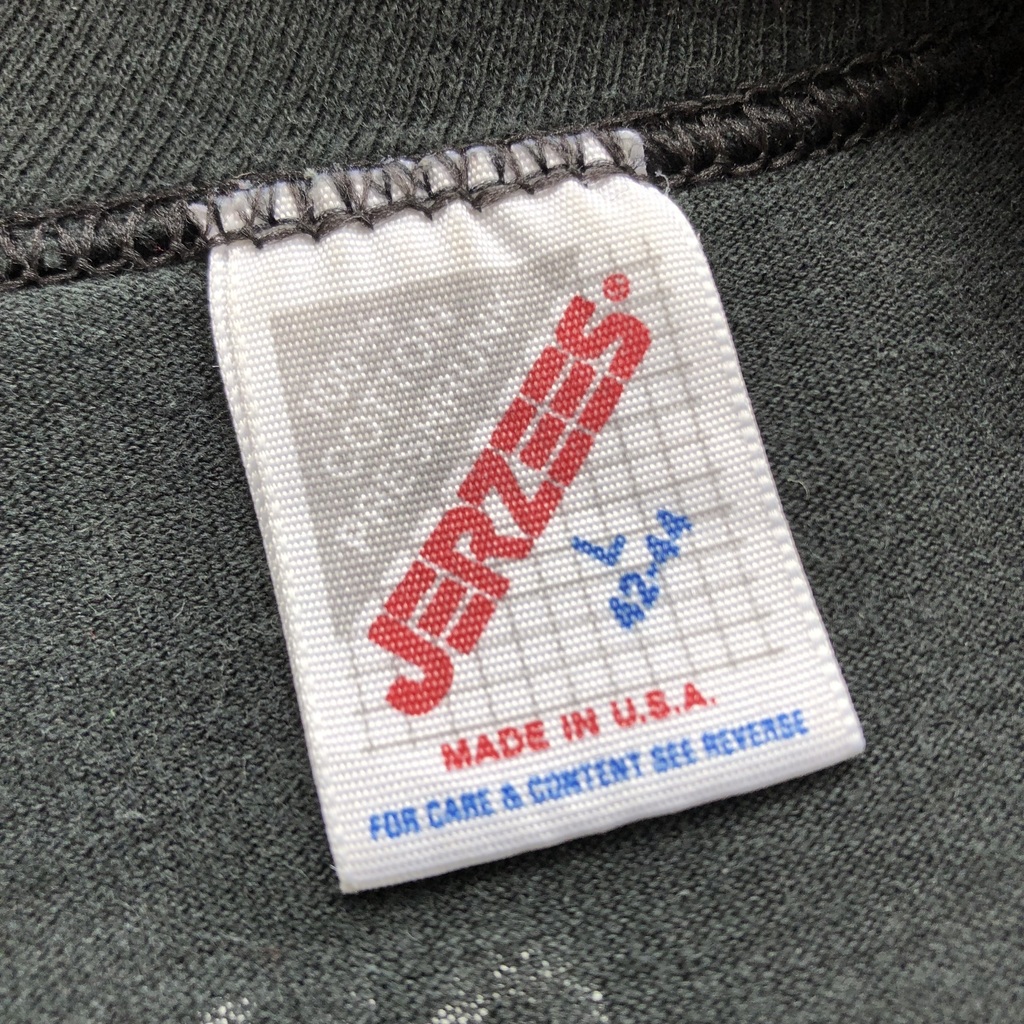 JERZEES®
L
42-44
MADE IN U.S.A.
FOR CARE & CONTENT SEE REVERSE